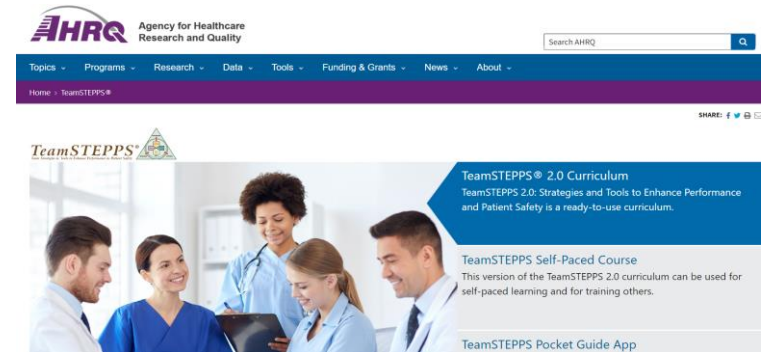 AHRQ
Agency for Healthcare
Research and Quality
Search AHRQ
Topics Programs Research Data Tools Funding & Grants News About
Home › TeamSTEPPS®
SHARE:
TeamSTEPPS®
TeamSTEPPS® 2.0 Curriculum
TeamSTEPPS 2.0: Strategies and Tools to Enhance Performance
and Patient Safety is a ready-to-use curriculum.
TeamSTEPPS Self-Paced Course
This version of the TeamSTEPPS 2.0 curriculum can be used for
self-paced learning and for training others.
TeamSTEPPS Pocket Guide App